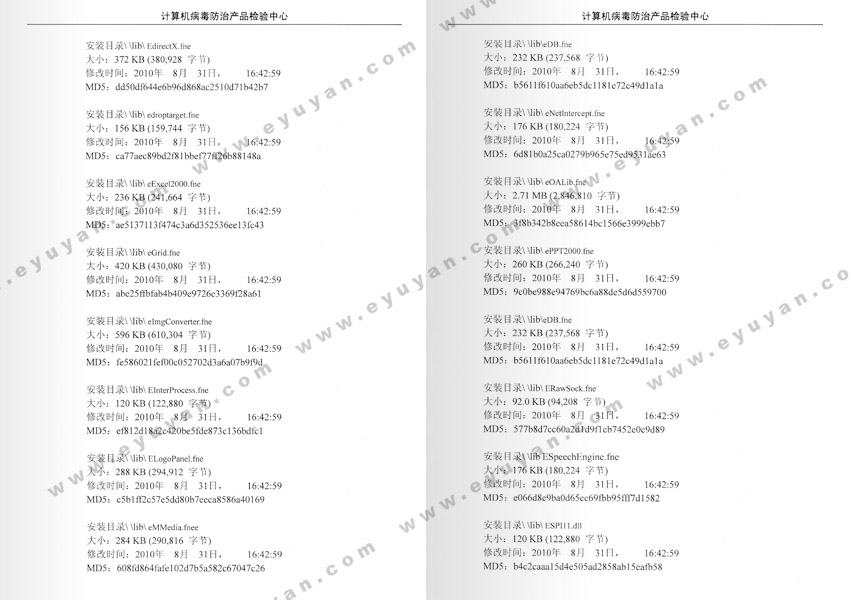 计算机病毒防治产品检验中心
安装目录\ \lib\ EdirectX.fne
大小：372 KB (380,928 字节)
修改时间：2010年 8月 31日， 16:42:59
MD5：dd50df644e6b96d868ac2510d71b42b7
安装目录\ \lib\ edroptarget.fne
大小：156 KB (159,744 字节)
修改时间：2010年 8月 31日， 16:42:59
MD5：ca77aec89bd2f81bbef77ff26b88148a
安装目录\ \lib\ eExcel2000.fne
大小：236 KB (241,664 字节)
修改时间：2010年 8月 31日， 16:42:59
MD5：ae5137113f474c3a6d352536ee13fc43
安装目录\ \lib\ eGrid.fne
大小：420 KB (430,080 字节)
修改时间：2010年 8月 31日， 16:42:59
MD5：abe25ffbfab4b409e9726e3369f28a61
安装目录\ \lib\ eImgConverter.fne
大小：596 KB (610,304 字节)
修改时间：2010年 8月 31日， 16:42:59
MD5：fe586021fef00c052702d3a6a07b9f9d
安装目录\ \lib\ EInterProcess.fne
大小：120 KB (122,880 字节)
修改时间：2010年 8月 31日， 16:42:59
MD5：ef812d18a2c420be5fde873c136bdfc1
安装目录\ \lib\ ELogoPanel.fne
大小：288 KB (294,912 字节)
修改时间：2010年 8月 31日， 16:42:59
MD5：c5b1ff2c57e5dd80b7eeca8586a40169
安装目录\ \lib\ eMMedia.fnee
大小：284 KB (290,816 字节)
修改时间：2010年 8月 31日， 16:42:59
MD5：608fd864fafe102d7b5a582c67047c26
计算机病毒防治产品检验中心
安装目录\ \lib\eDB.fne
大小：232 KB (237,568 字节)
修改时间：2010年 8月 31日， 16:42:59
MD5：b5611f610aa6eb5dc1181e72c49d1a1a
安装目录\ \lib\ eNetIntercept.fne
大小：176 KB (180,224 字节)
修改时间：2010年 8月 31日， 16:42:59
MD5：6d81b0a25ca0279b965e75ed9531ae63
安装目录\ \lib\ eOALib.fne
大小：2.71 MB (2,846,810 字节)
修改时间：2010年 8月 31日， 16:42:59
MD5：3f8b342b8eea58614bc1566e3999ebb7
安装目录\ \lib\ ePPT2000.fne
大小：260 KB (266,240 字节)
修改时间：2010年 8月 31日， 16:42:59
MD5：9c0be988e94769bc6a88de5d6d559700
安装目录\ \lib\eDB.fne
大小：232 KB (237,568 字节)
修改时间：2010年 8月 31日， 16:42:59
MD5：b5611f610aa6eb5dc1181e72c49d1a1a
安装目录\ \lib\ ERawSock.fne
大小：92.0 KB (94,208 字节)
修改时间：2010年 8月 31日， 16:42:59
MD5：577b8d7cc60a2d1d9f1cb7452e0c9d89
安装目录\ \lib\ESpeechEngine.fne
大小：176 KB (180,224 字节)
修改时间：2010年 8月 31日， 16:42:59
MD5：e066d8e9ba0d65cc69fbb95fff7d1582
安装目录\ \lib\ ESPI11.dll
大小：120 KB (122,880 字节)
修改时间：2010年 8月 31日， 16:42:59
MD5：b4c2caaa15d4e505ad2858ab15eafb58
www.eyuyan.com
www.eyuyan.com
www.eyuyan.com
www.eyuyan.com
www.eyuyan.com